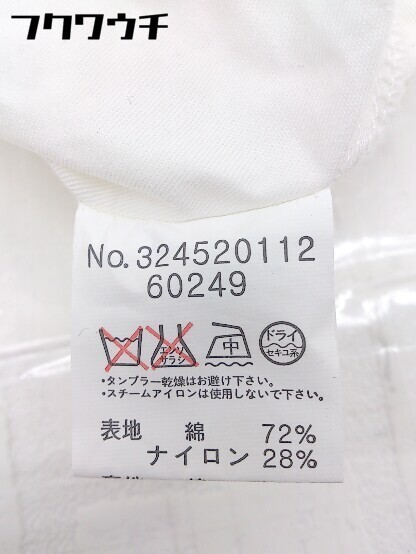 フクワウチ
No.324520112
60249
エンソ
サラシ
中
ドライ
セキユ系
・タンブラー乾燥はお避け下さい。
・スチームアイロンは使用しないで下さい。
表地 綿 72%
ナイロン 28%